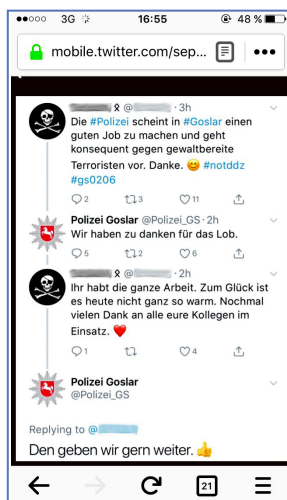 3G 16:55 48 %
mobile.twitter.com/sep...
@ · 3h
Die #Polizei scheint in #Goslar einen
guten Job zu machen und geht
konsequent gegen gewaltbereite
Terroristen vor. Danke. 😊 #notddz
#gs0206
2 3 11
Polizei Goslar @Polizei_GS · 2h
Wir haben zu danken für das Lob.
5 2 6
@ · 2h
Ihr habt die ganze Arbeit. Zum Glück ist
es heute nicht ganz so warm. Nochmal
vielen Dank an alle eure Kollegen im
Einsatz. ❤️
1 4
Polizei Goslar
@Polizei_GS
Replying to @
Den geben wir gern weiter. 👍
21